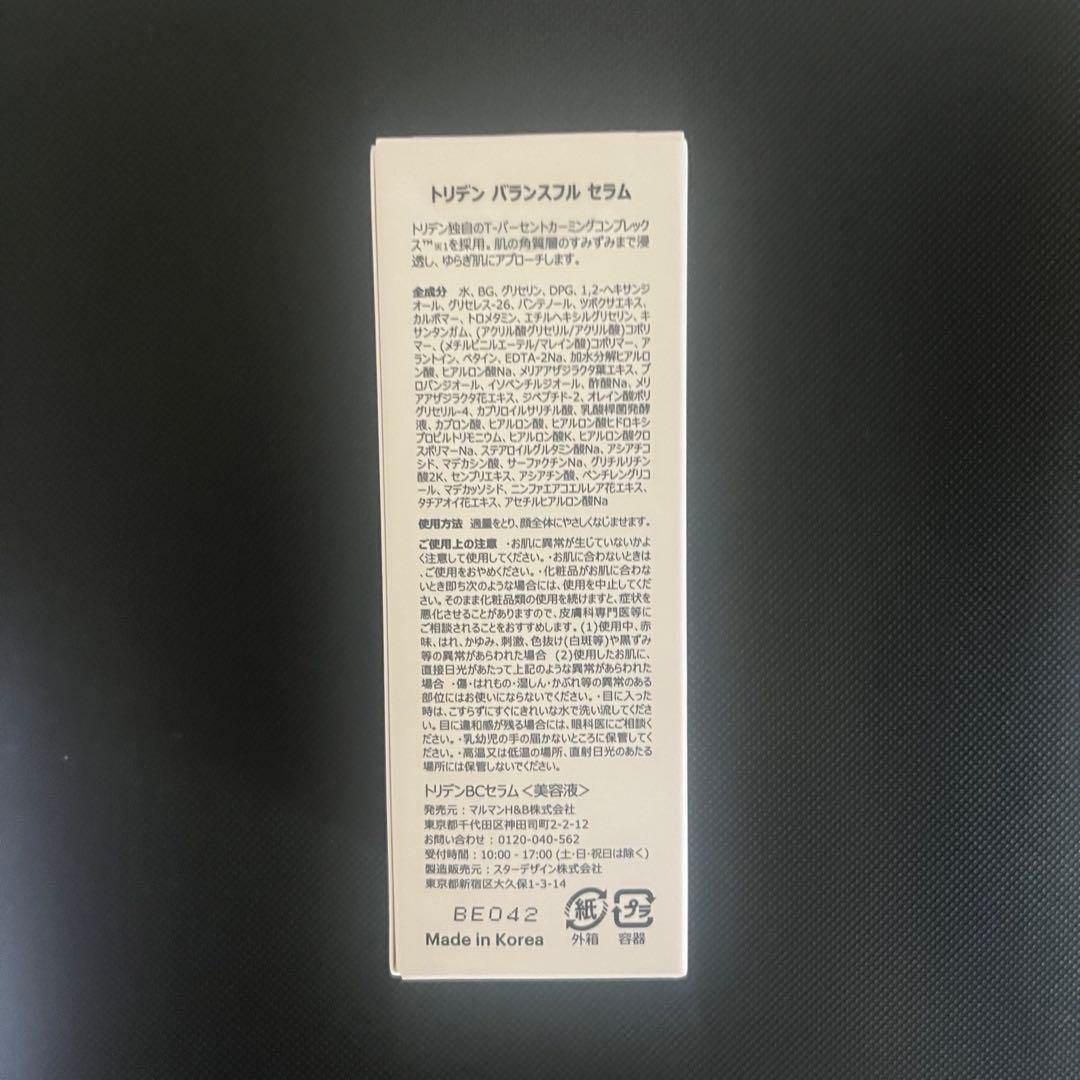 トリデン バランスフル セラム
トリデン独自のT-パーセントカーミングコンプレック
ス™※1を採用。肌の角質層のすみずみまで浸
透し、ゆらぎ肌にアプローチします。
全成分 水、BG、グリセリン、DPG、1,2-ヘキサンジ
オール、グリセレス-26、パンテノール、ツボクサエキス、
カルボマー、トロメタミン、エチルヘキシルグリセリン、キ
サンタンガム、(アクリル酸グリセリル/アクリル酸)コポリ
マー、(メチルビニルエーテル/マレイン酸)コポリマー、ア
ラントイン、ベタイン、EDTA-2Na、加水分解ヒアルロ
ン酸、ヒアルロン酸Na、メリアアザジラクタ葉エキス、プ
ロパンジオール、イソペンチルジオール、酢酸Na、メリ
アアザジラクタ花エキス、ジペプチド-2、オレイン酸ポリ
グリセリル-4、カプリロイルサリチル酸、乳酸桿菌発酵
液、カプロン酸、ヒアルロン酸、ヒアルロン酸ヒドロキシ
プロピルトリモニウム、ヒアルロン酸K、ヒアルロン酸クロ
スポリマーNa、ステアロイルグルタミン酸Na、アシアチコ
シド、マデカシン酸、サーファクチンNa、グリチルリチン
酸2K、センブリエキス、アシアチン酸、ペンチレングリコ
ール、マデカッソシド、ニンファエアコエルレア花エキス、
タチアオイ花エキス、アセチルヒアルロン酸Na
使用方法 適量をとり、顔全体にやさしくなじませます。
ご使用上の注意 ・お肌に異常が生じていないかよ
く注意して使用してください。・お肌に合わないときは
、ご使用をおやめください。・化粧品がお肌に合わな
いとき即ち次のような場合には、使用を中止してくだ
さい。そのまま化粧品類の使用を続けますと、症状を
悪化させることがありますので、皮膚科専門医等に
ご相談されることをおすすめします。(1)使用中、赤
味、はれ、かゆみ、刺激、色抜け(白斑等)や黒ずみ
等の異常があらわれた場合 (2)使用したお肌に、
直接日光があたって上記のような異常があらわれた
場合 ・傷・はれもの・湿しん・かぶれ等の異常のある
部位にはお使いにならないでください。・目に入った
時は、こすらずにすぐにきれいな水で洗い流してくださ
い。目に違和感が残る場合には、眼科医にご相談く
ださい。・乳幼児の手の届かないところに保管してく
ださい。・高温又は低温の場所、直射日光のあたる
場所には保管しないでください。
トリデンBCセラム<美容液>
発売元:マルマンH&B株式会社
東京都千代田区神田司町2-2-12
お問い合わせ:0120-040-562
受付時間:10:00 - 17:00 (土・日・祝日は除く)
製造販売元:スターデザイン株式会社
東京都新宿区大久保1-3-14
BE042
Made in Korea
紙
外箱
プラ
容器